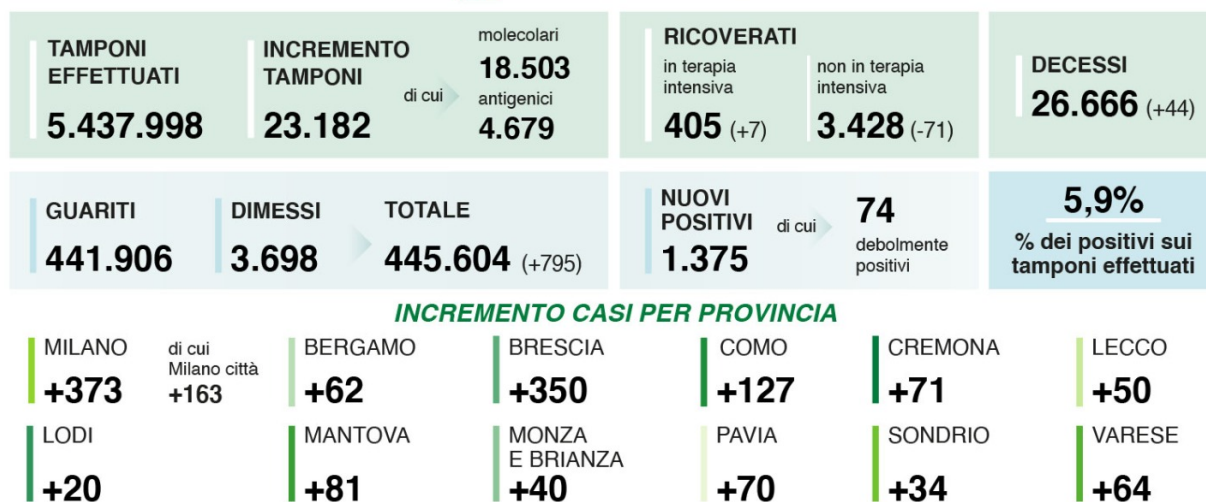 TAMPONI
EFFETTUATI
5.437.998
INCREMENTO
TAMPONI
23.182
di cui
molecolari
18.503
antigenici
4.679
RICOVERATI
in terapia
intensiva
405 (+7)
non in terapia
intensiva
3.428 (-71)
DECESSI
26.666 (+44)
GUARITI
441.906
DIMESSI
3.698
TOTALE
445.604 (+795)
NUOVI
POSITIVI
1.375
di cui
74
debolmente
positivi
5,9%
% dei positivi sui
tamponi effettuati
INCREMENTO CASI PER PROVINCIA
MILANO
+373
di cui
Milano città
+163
BERGAMO
+62
BRESCIA
+350
COMO
+127
CREMONA
+71
LECCO
+50
LODI
+20
MANTOVA
+81
MONZA
E BRIANZA
+40
PAVIA
+70
SONDRIO
+34
VARESE
+64